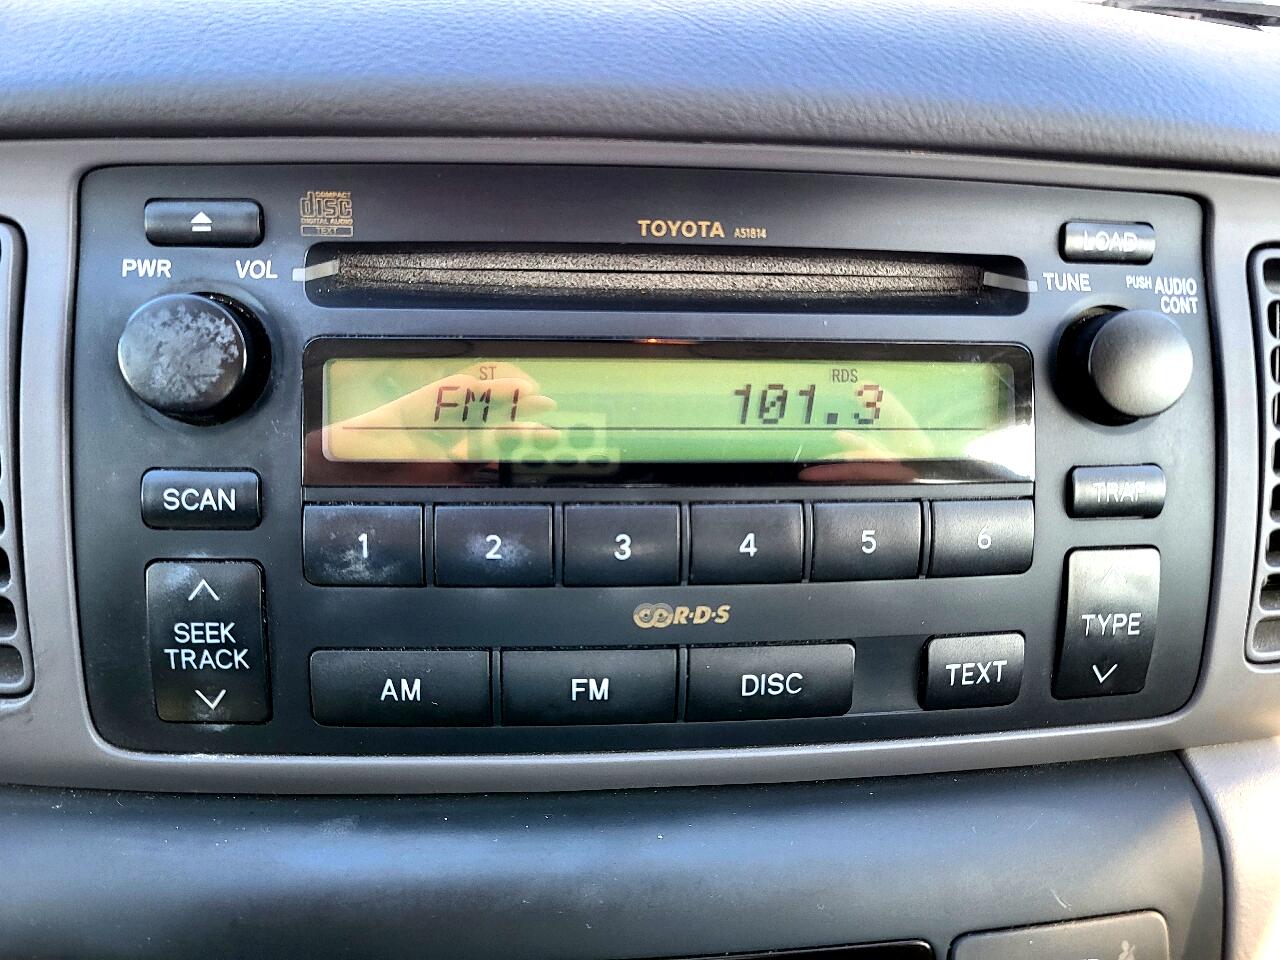 COMPACT
disc
DIGITAL AUDIO
TEXT
TOYOTA A51814
LOAD
PWR
VOL
TUNE
PUSH AUDIO
CONT
ST
RDS
FM1
101.3
SCAN
TRAF
1
2
3
4
5
6
SEEK
TRACK
R·D·S
TYPE
AM
FM
DISC
TEXT